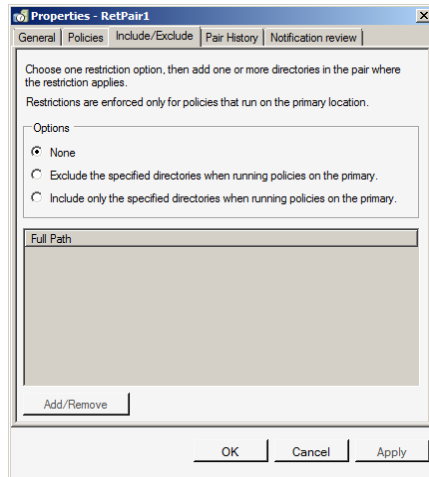 Properties - RetPair1
General Policies Include/Exclude Pair History Notification review
Choose one restriction option, then add one or more directories in the pair where
the restriction applies.
Restrictions are enforced only for policies that run on the primary location.
Options
None
Exclude the specified directories when running policies on the primary.
Include only the specified directories when running policies on the primary.
Full Path
Add/Remove
OK Cancel Apply